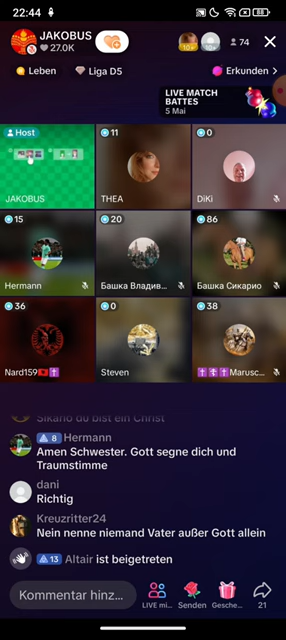 22:44
88
JAKOBUS
27.0K
10+
10+
74
Leben
Liga D5
Erkunden >
LIVE MATCH
BATTES
5 Mai
Host
JAKOBUS
11
THEA
0
DiKi
15
Hermann
20
Башка Владив...
86
Башка Сикарио
36
Nard159🇦🇱✝️
0
Steven
38
✝️✝️✝️Marusc...
Sikario du bist ein Christ
8 Hermann
Amen Schwester. Gott segne dich und
Traumstimme
dani
Richtig
Kreuzritter24
Nein nenne niemand Vater außer Gott allein
13 Altair ist beigetreten
Kommentar hinz...
LIVE mi...
Senden
Gesche...
21